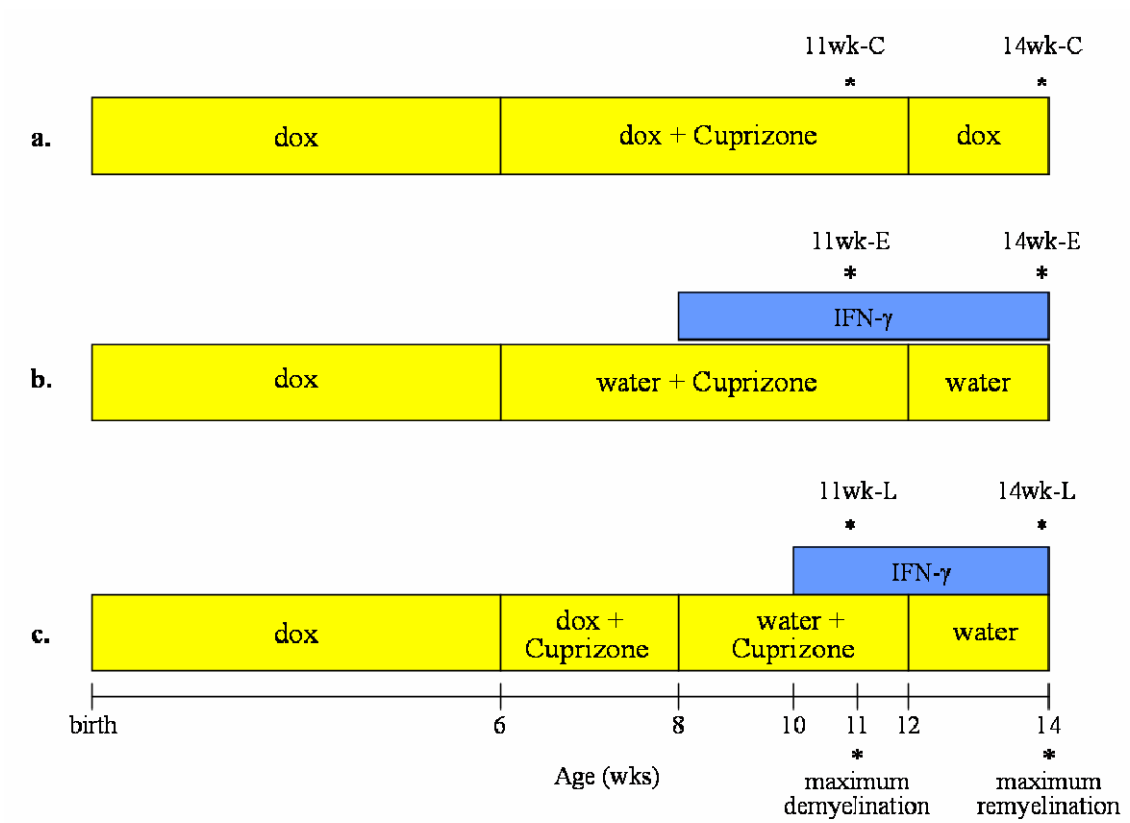 11wk-C 14wk-C
* *
a. dox dox + Cuprizone dox
11wk-E 14wk-E
* *
IFN-γ
b. dox water + Cuprizone water
11wk-L 14wk-L
* *
IFN-γ
c. dox dox + Cuprizone water + Cuprizone water
birth 6 8 10 11 12 14
* *
Age (wks)
maximum demyelination
maximum remyelination